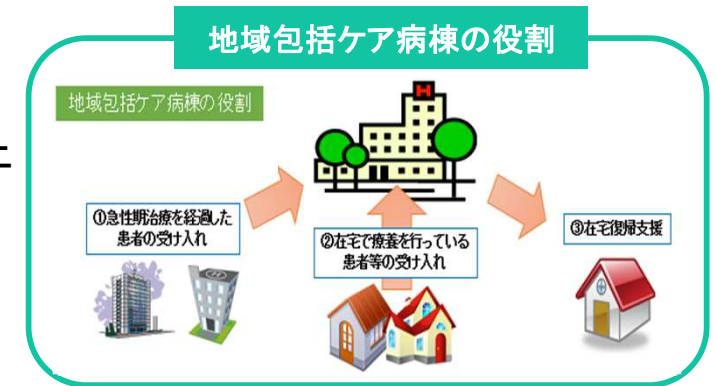 地域包括ケア病棟の役割
地域包括ケア病棟の役割
H
①急性期治療を経過した
患者の受け入れ
②在宅で療養を行っている
患者等の受け入れ
③在宅復帰支援